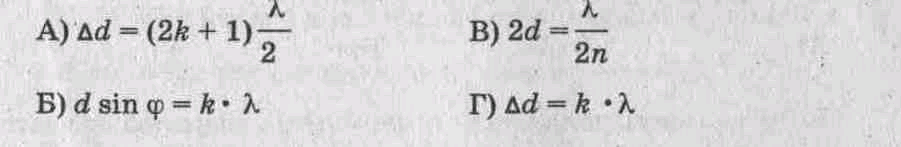 А) Δd = (2k + 1) λ/2 В) 2d = λ/2n
Б) d sin φ = k · λ Г) Δd = k · λ